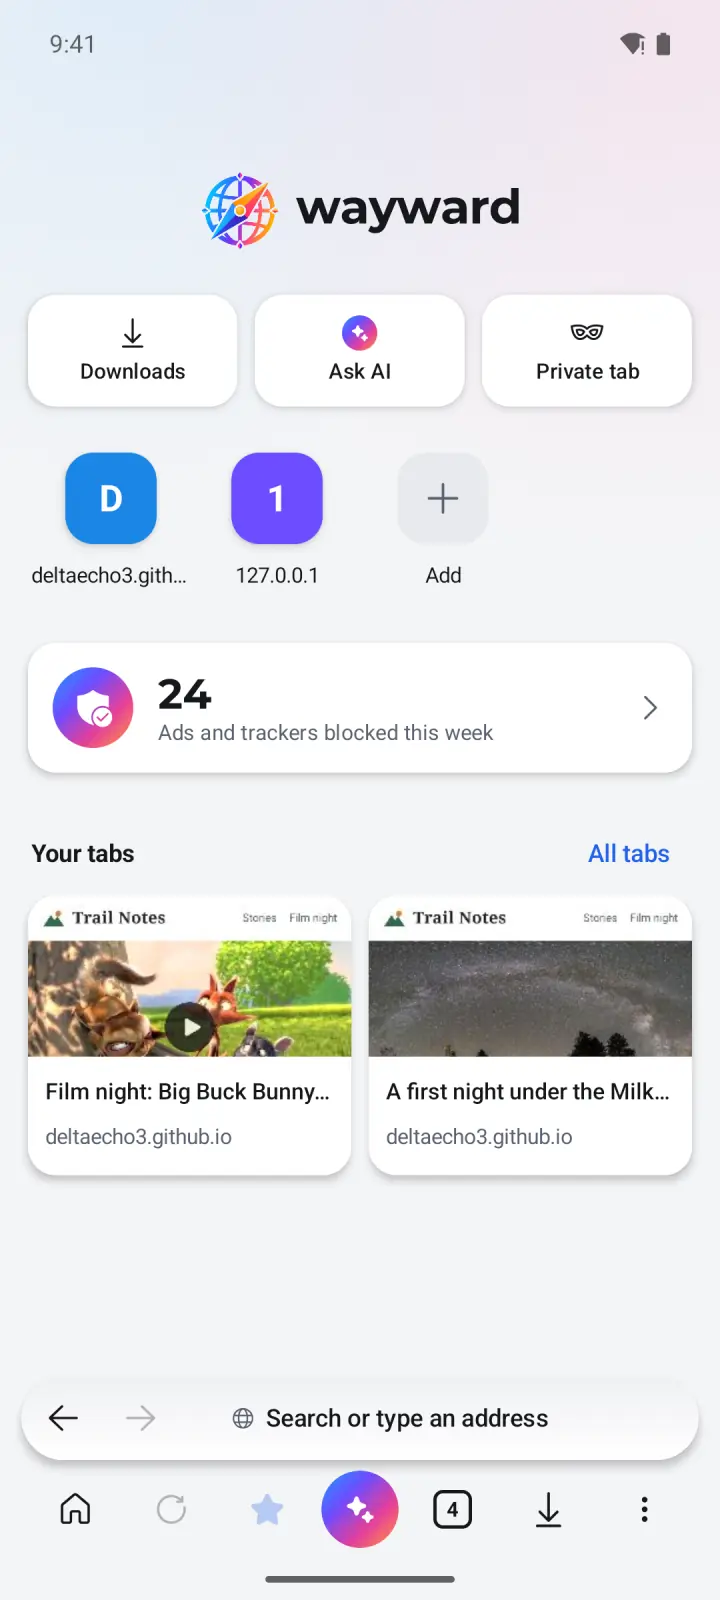 9:41
wayward
Downloads
Ask AI
Private tab
D
1
deltaecho3.gith...
127.0.0.1
Add
24
Ads and trackers blocked this week
Your tabs
All tabs
Trail Notes
Stories
Film night
Trail Notes
Stories
Film night
Film night: Big Buck Bunny...
deltaecho3.github.io
A first night under the Milk...
deltaecho3.github.io
Search or type an address
4